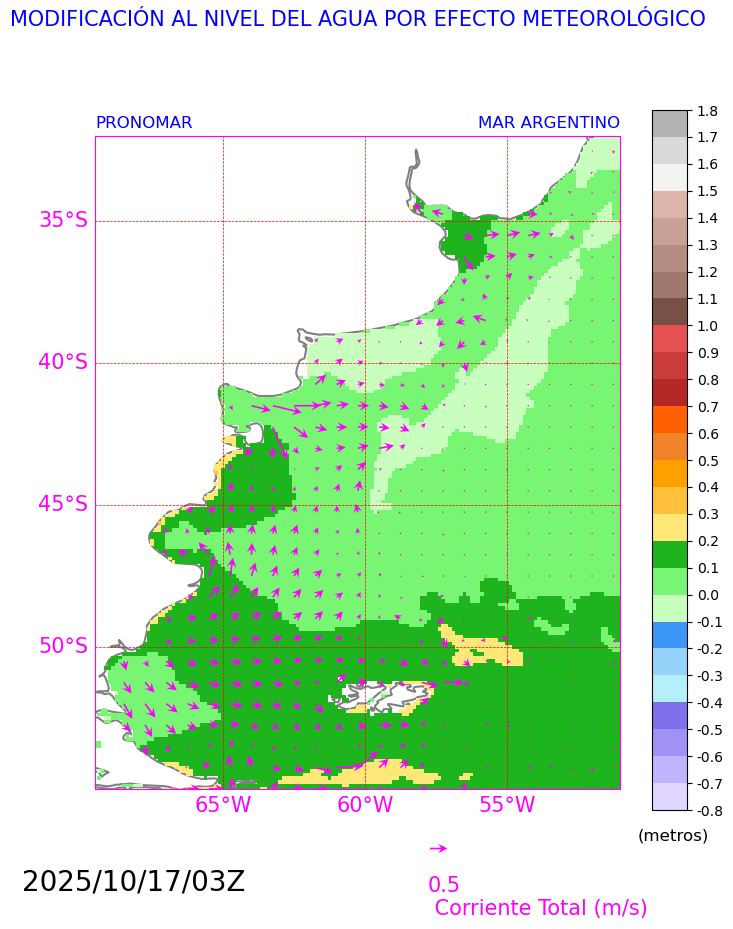 MODIFICACIÓN AL NIVEL DEL AGUA POR EFECTO METEOROLÓGICO
PRONOMAR MAR ARGENTINO
35°S
40°S
45°S
50°S
65°W 60°W 55°W
1.8
1.7
1.6
1.5
1.4
1.3
1.2
1.1
1.0
0.9
0.8
0.7
0.6
0.5
0.4
0.3
0.2
0.1
0.0
-0.1
-0.2
-0.3
-0.4
-0.5
-0.6
-0.7
-0.8
(metros)
2025/10/17/03Z
0.5
Corriente Total (m/s)